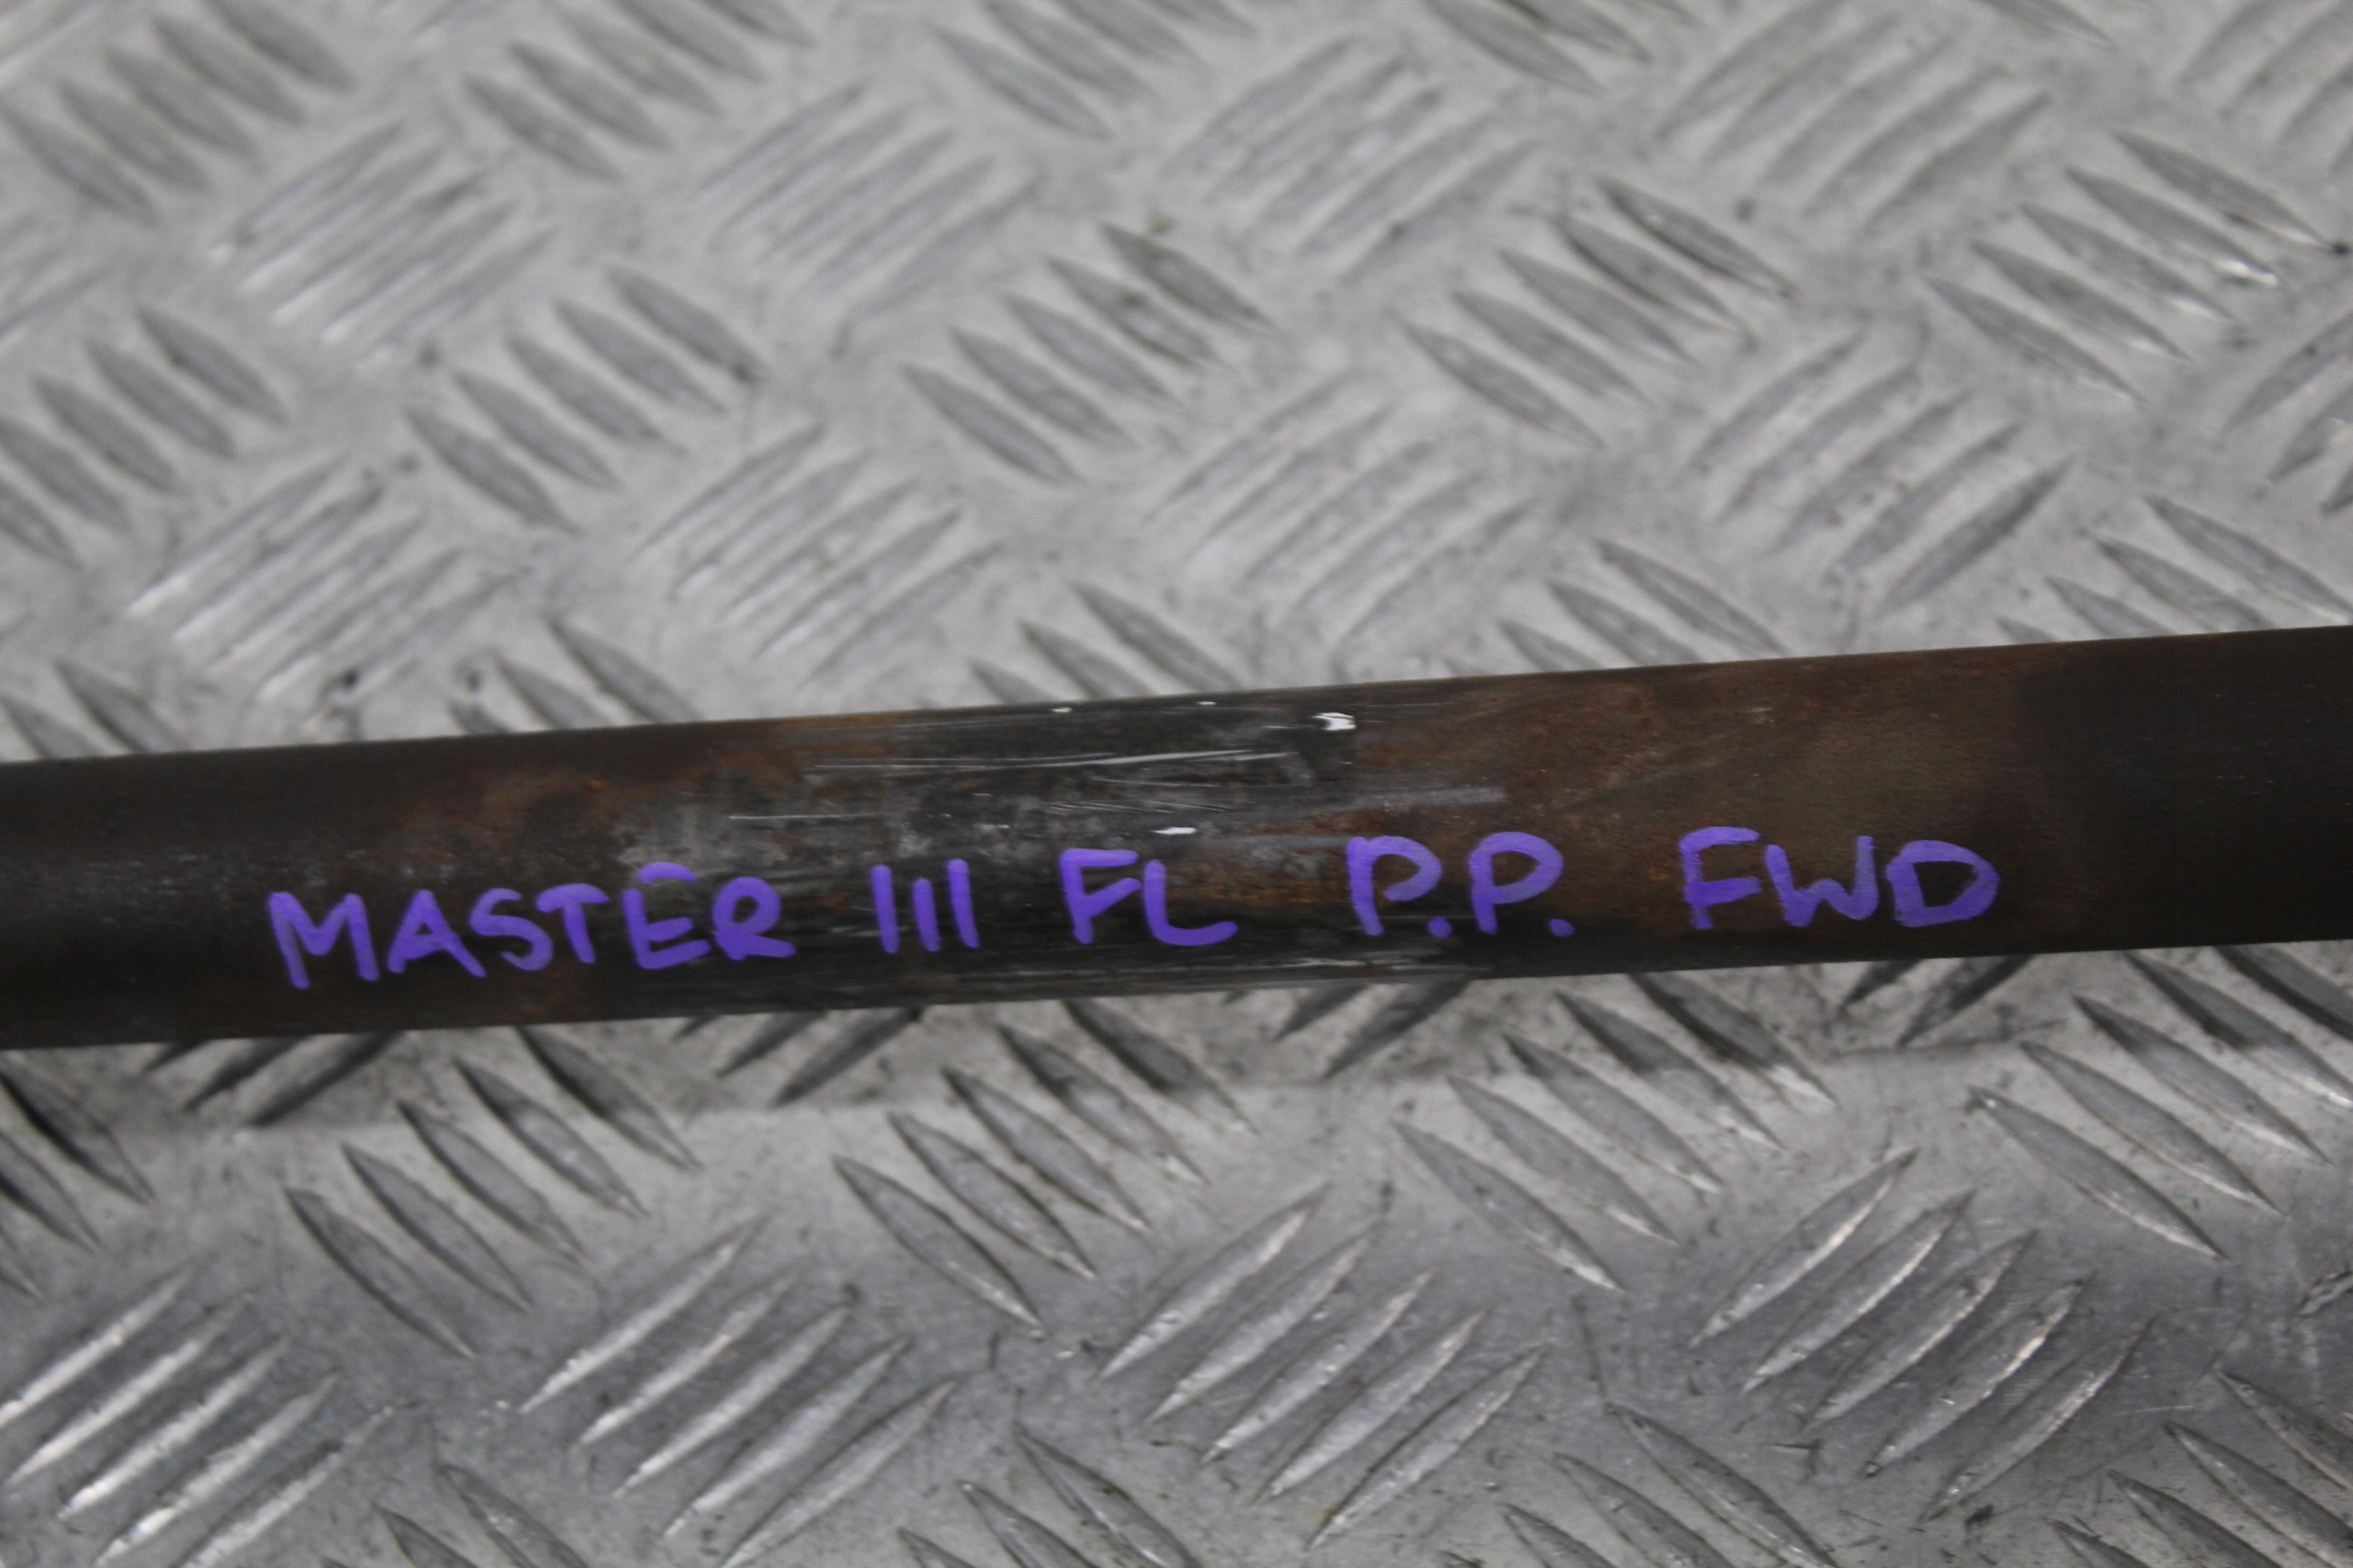 MASTER III FL P.P. FWD